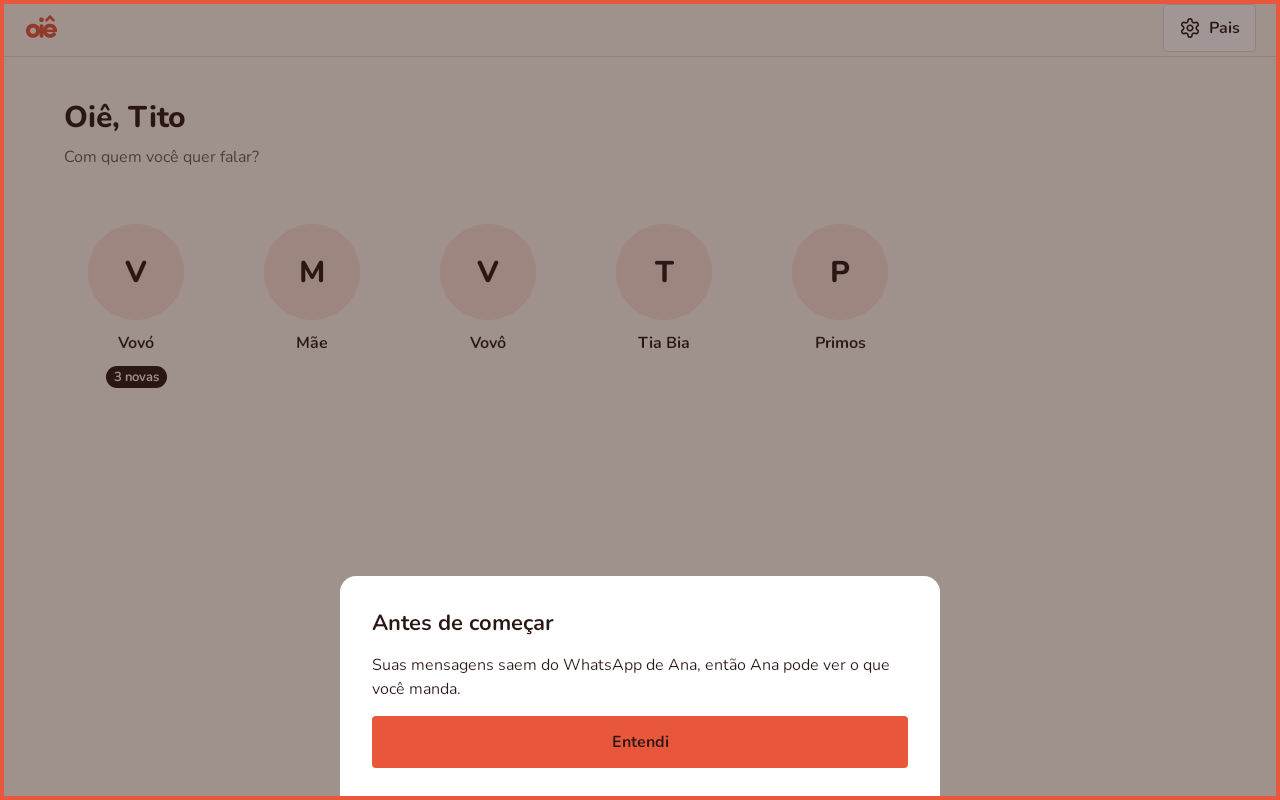 oiê
Pais
Oiê, Tito
Com quem você quer falar?
V
M
V
T
P
Vovó
Mãe
Vovô
Tia Bia
Primos
3 novas
Antes de começar
Suas mensagens saem do WhatsApp de Ana, então Ana pode ver o que
você manda.
Entendi